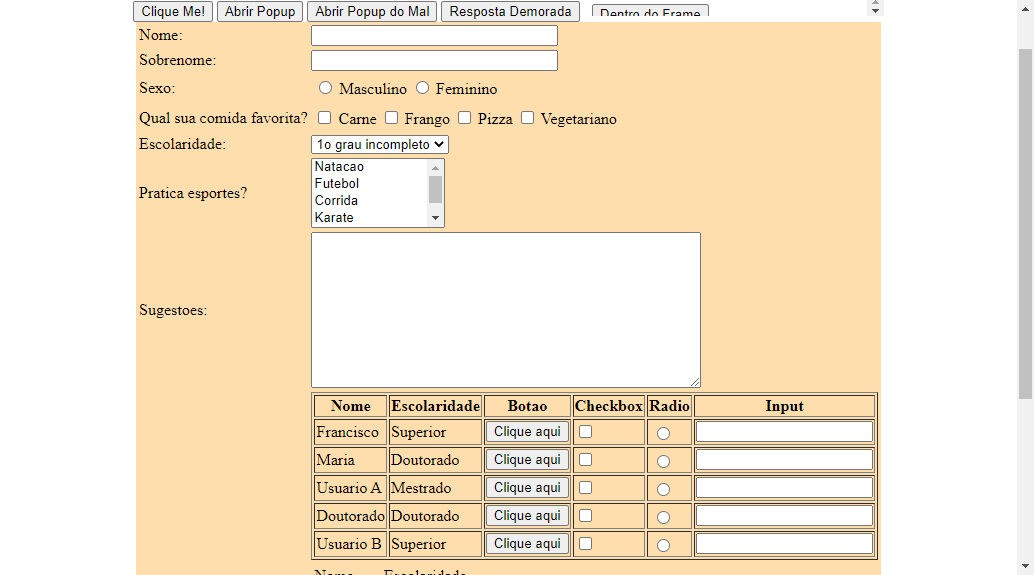 Clique Me! Abrir Popup Abrir Popup do Mal Resposta Demorada Dentro do Frame
Nome:
Sobrenome:
Sexo: Masculino Feminino
Qual sua comida favorita? Carne Frango Pizza Vegetariano
Escolaridade: 1o grau incompleto
Natacao
Futebol
Pratica esportes?
Corrida
Karate
Sugestoes:
Nome Escolaridade Botao Checkbox Radio Input
Francisco Superior Clique aqui
Maria Doutorado Clique aqui
Usuario A Mestrado Clique aqui
Doutorado Doutorado Clique aqui
Usuario B Superior Clique aqui
Nome Escolaridade